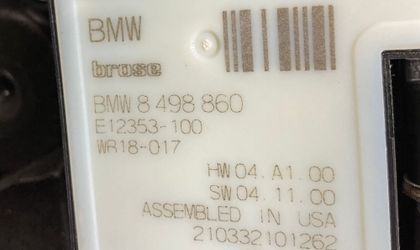 BMW
brose
BMW 8 498 860
E12353-100
WR18-017
HW 04.A1.00
SW 04.11.00
ASSEMBLED IN USA
210332101262